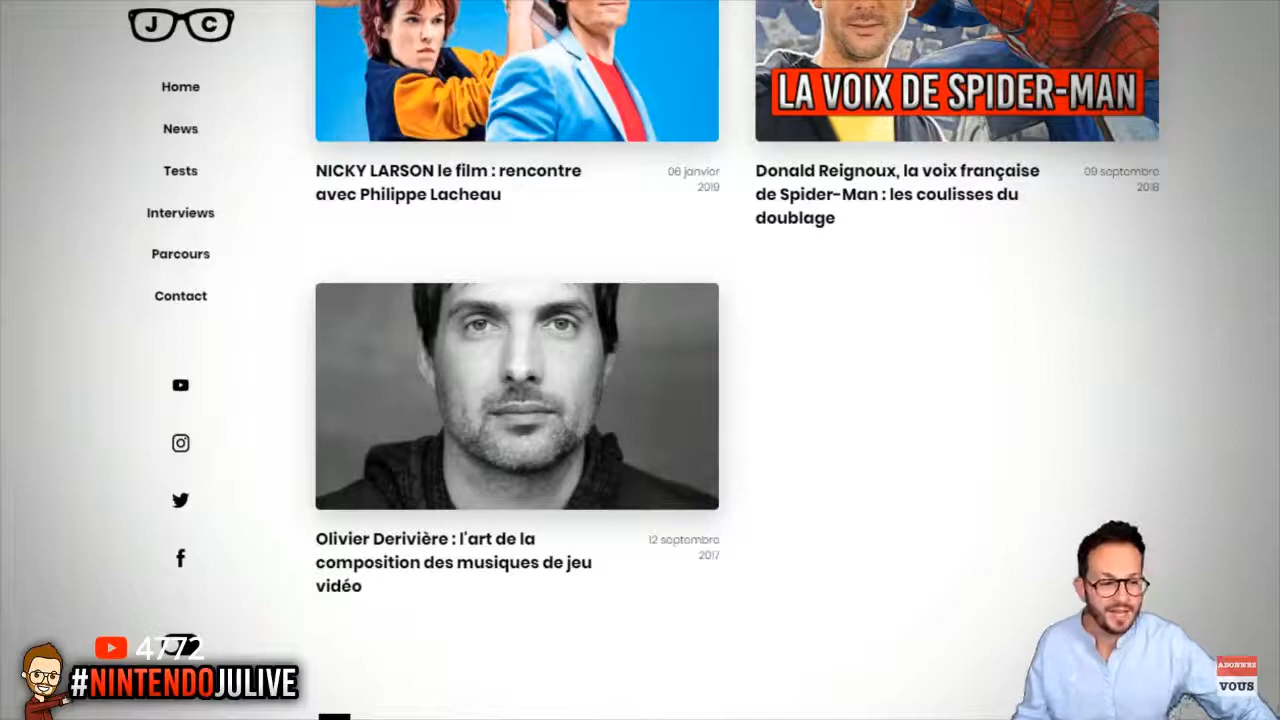 J C
Home
News
Tests
Interviews
Parcours
Contact
LA VOIX DE SPIDER-MAN
NICKY LARSON le film : rencontre
avec Philippe Lacheau
06 janvier
2019
Donald Reignoux, la voix française
de Spider-Man : les coulisses du
doublage
09 septembre
2018
Olivier Derivière : l'art de la
composition des musiques de jeu
vidéo
12 septembre
2017
4772
#NINTENDOJULIVE
ABONNEZ
VOUS